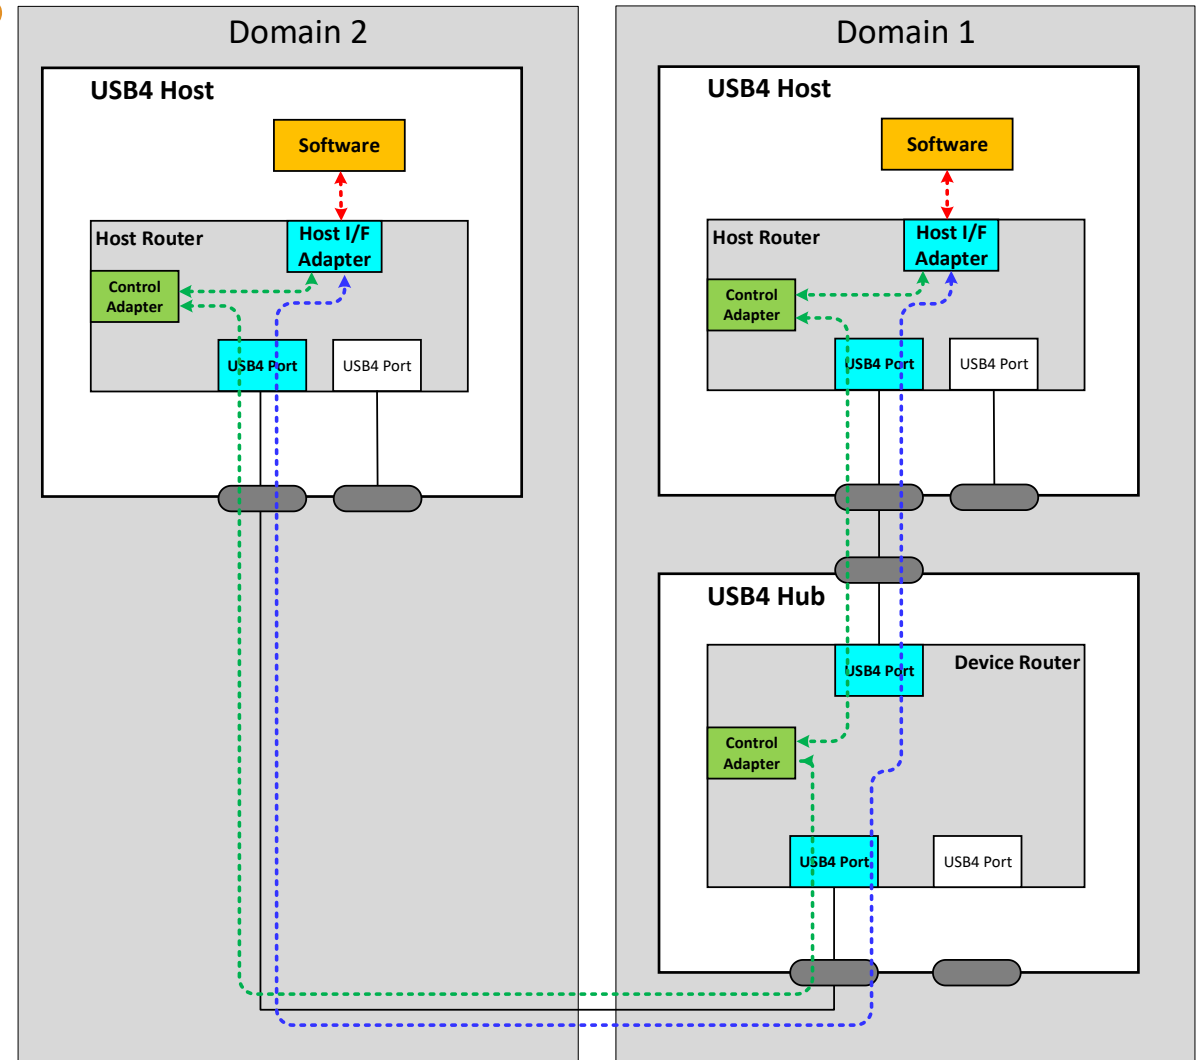 Domain 2
USB4 Host
Software
Host Router
Host I/F
Adapter
Control
Adapter
USB4 Port
USB4 Port
Domain 1
USB4 Host
Software
Host Router
Host I/F
Adapter
Control
Adapter
USB4 Port
USB4 Port
USB4 Hub
USB4 Port
Device Router
Control
Adapter
USB4 Port
USB4 Port